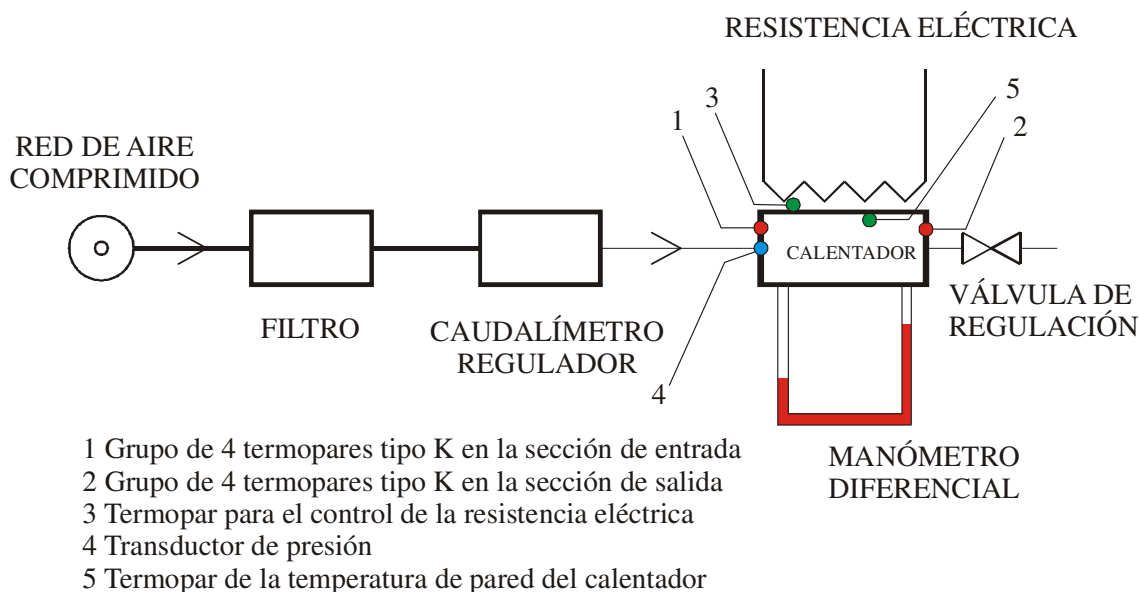 RESISTENCIA ELÉCTRICA
3
5
1
2
RED DE AIRE
COMPRIMIDO
CALENTADOR
FILTRO
CAUDALÍMETRO
REGULADOR
VÁLVULA DE
REGULACIÓN
4
MANÓMETRO
DIFERENCIAL
1 Grupo de 4 termopares tipo K en la sección de entrada
2 Grupo de 4 termopares tipo K en la sección de salida
3 Termopar para el control de la resistencia eléctrica
4 Transductor de presión
5 Termopar de la temperatura de pared del calentador